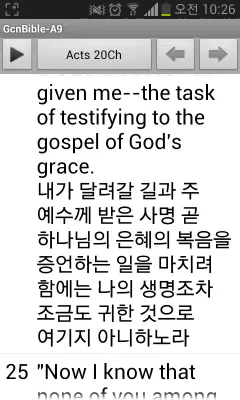 오전 10:26
GcnBible-A9
Acts 20Ch
given me--the task
of testifying to the
gospel of God's
grace.
내가 달려갈 길과 주
예수께 받은 사명 곧
하나님의 은혜의 복음을
증언하는 일을 마치려
함에는 나의 생명조차
조금도 귀한 것으로
여기지 아니하노라
25 "Now I know that
none of you among